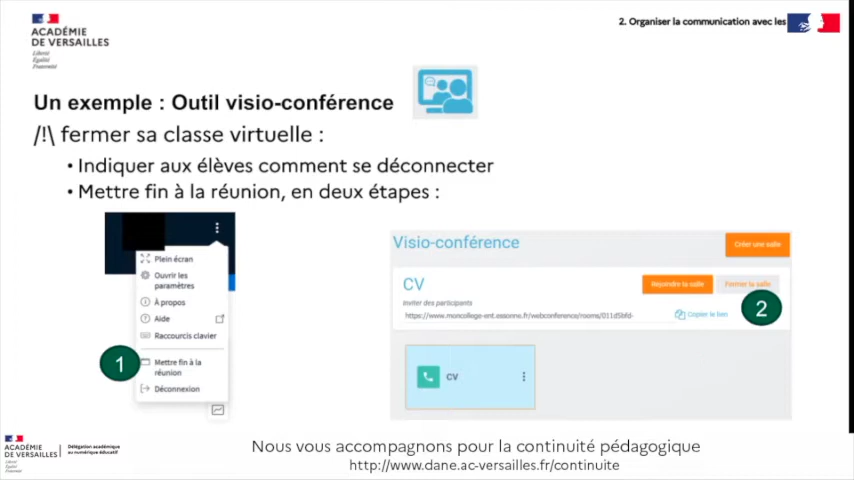 ACADÉMIE
DE VERSAILLES
Liberté
Égalité
Fraternité
2. Organiser la communication avec les
Un exemple : Outil visio-conférence
/!\ fermer sa classe virtuelle :
• Indiquer aux élèves comment se déconnecter
• Mettre fin à la réunion, en deux étapes :
Plein écran
Ouvrir les
paramètres
À propos
Aide
Raccourcis clavier
1
Mettre fin à la
réunion
Déconnexion
Visio-conférence
Créer une salle
CV
Rejoindre la salle
Fermer la salle
Inviter des participants
https://www.moncollege-ent.essonne.fr/webconference/rooms/011d5bfd-
Copier le lien
2
CV
ACADÉMIE
DE VERSAILLES
Liberté
Égalité
Fraternité
Délégation académique
au numérique éducatif
Nous vous accompagnons pour la continuité pédagogique
http://www.dane.ac-versailles.fr/continuite